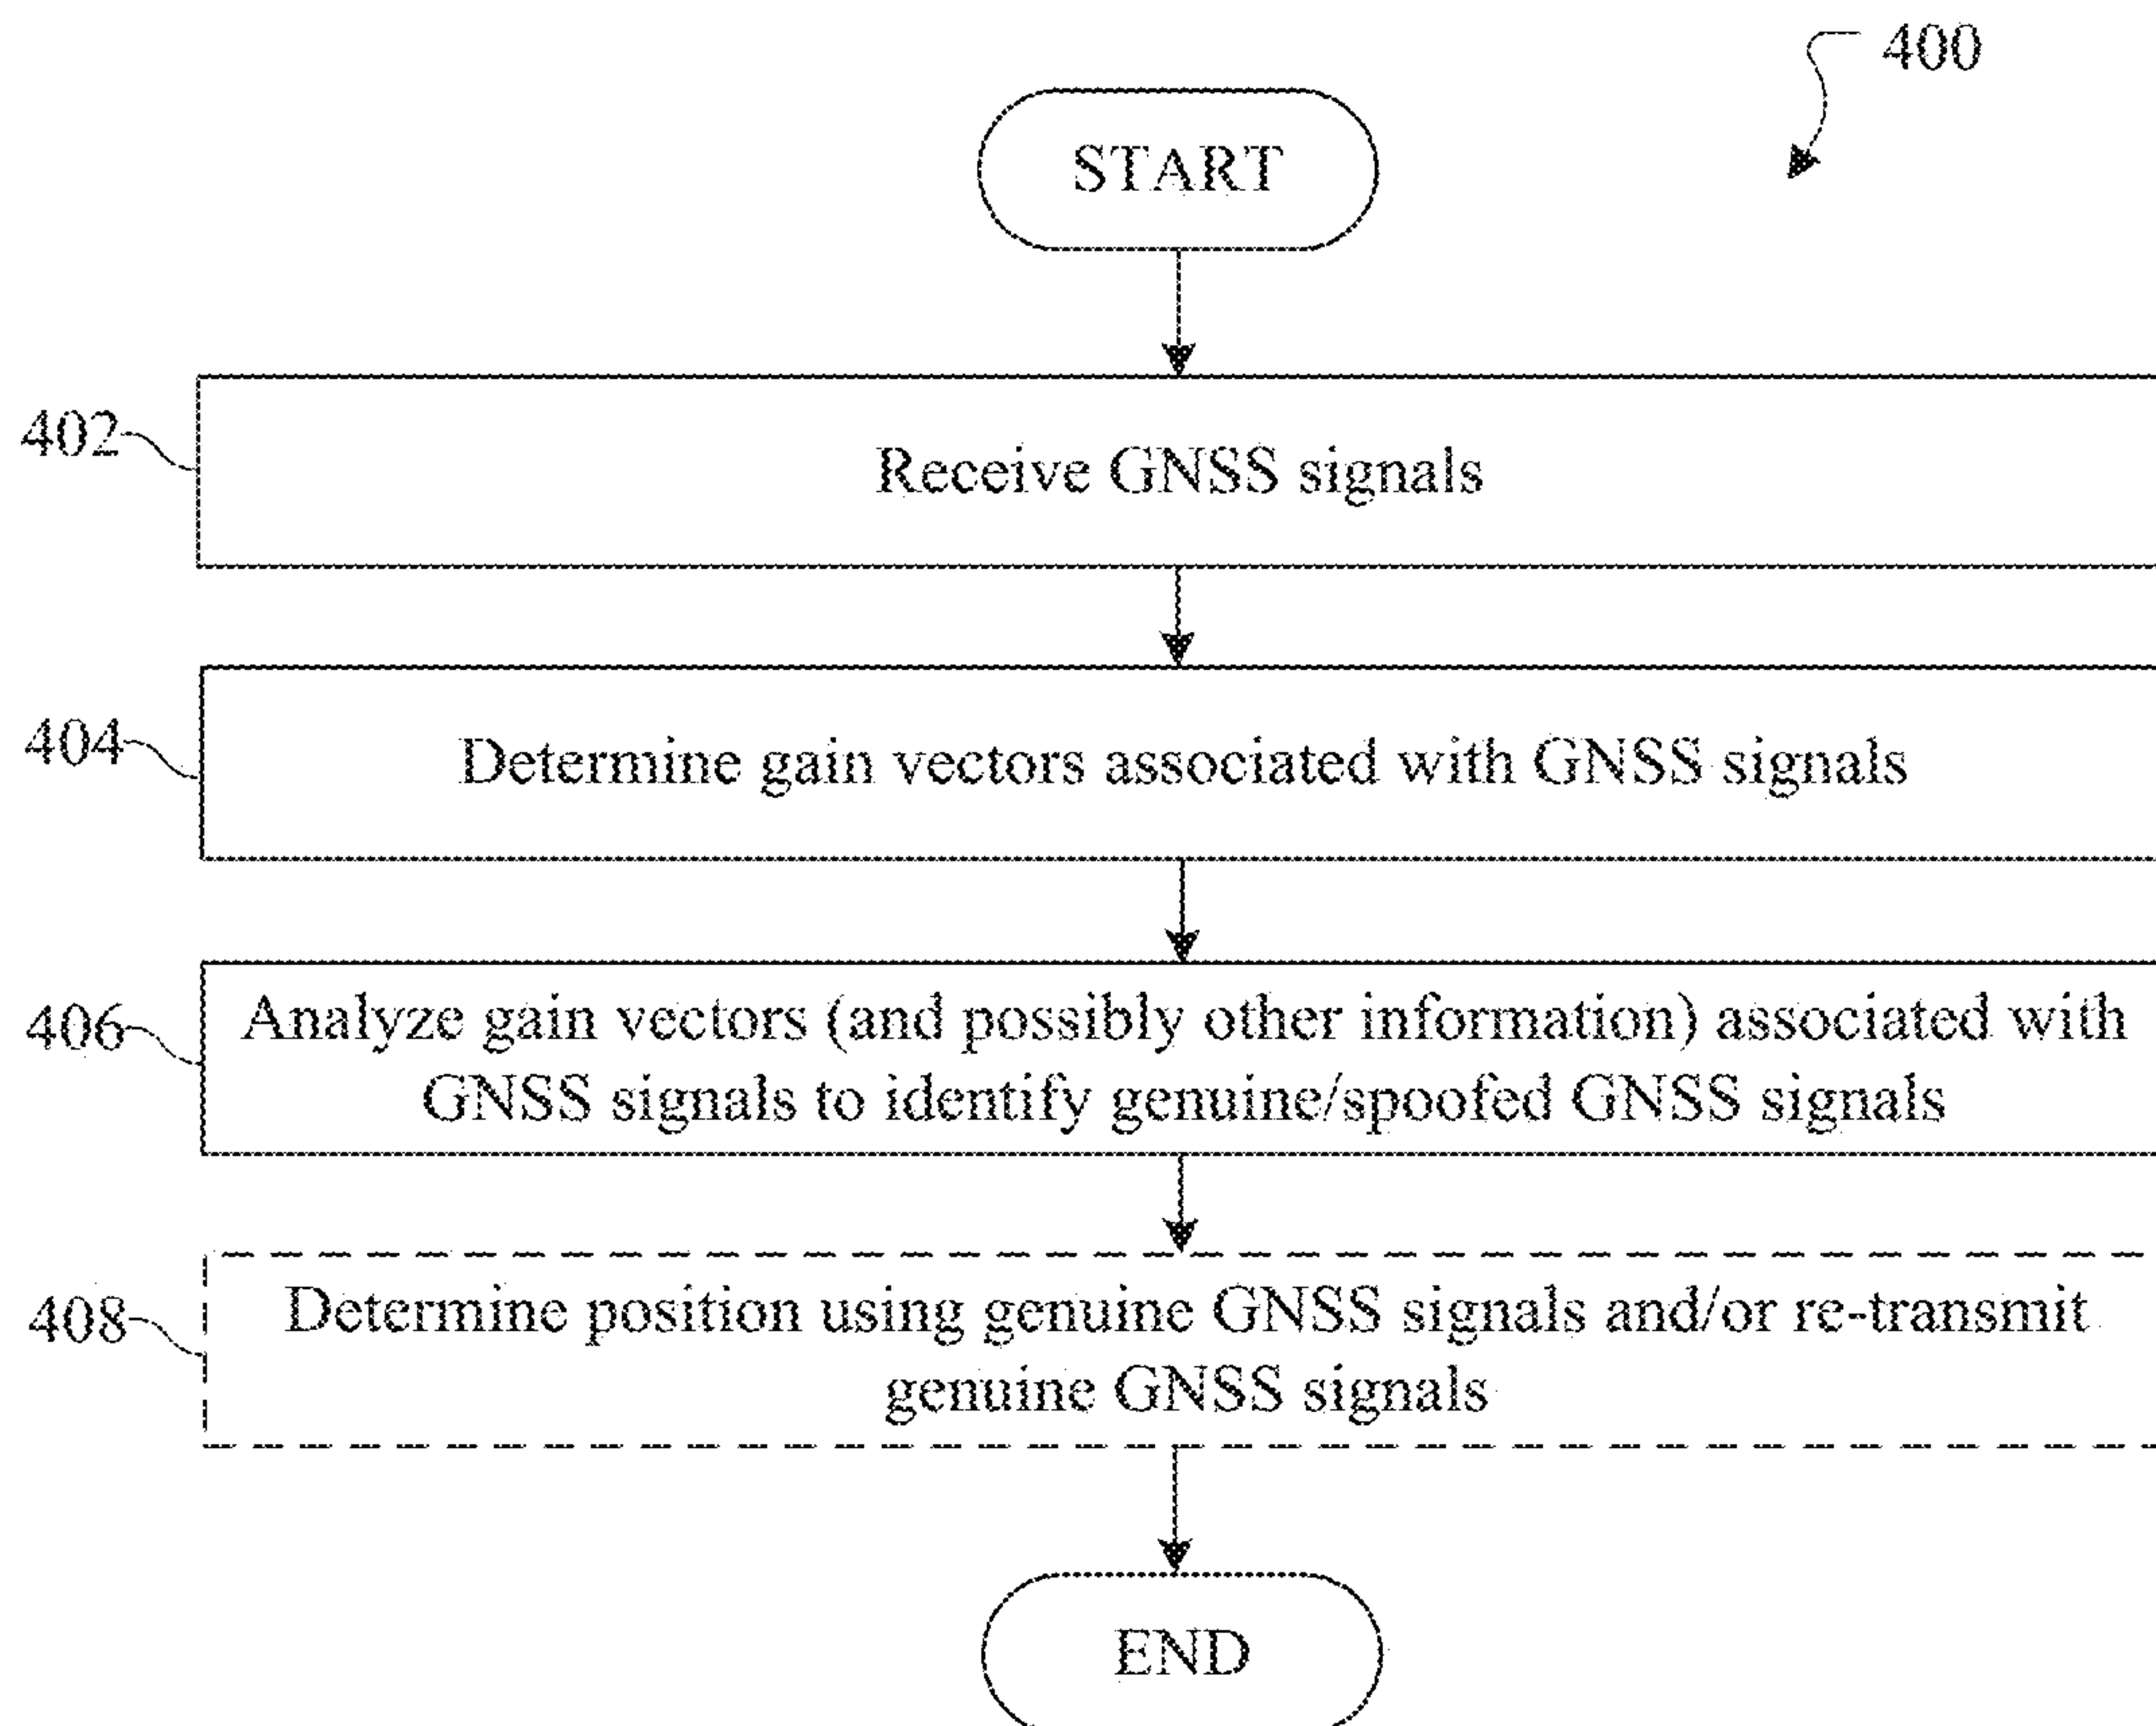 400
START
402
Receive GNSS signals
404
Determine gain vectors associated with GNSS signals
406
Analyze gain vectors (and possibly other information) associated with
GNSS signals to identify genuine/spoofed GNSS signals
408
Determine position using genuine GNSS signals and/or re-transmit
genuine GNSS signals
END